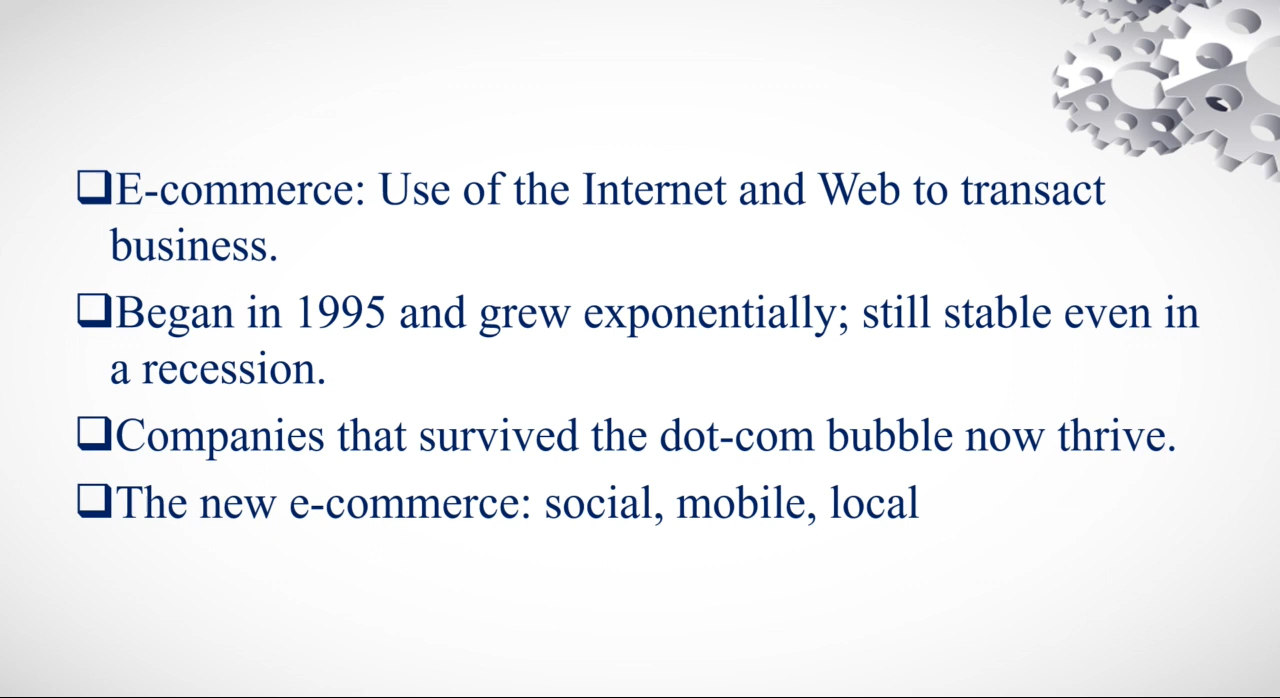 ❑E-commerce: Use of the Internet and Web to transact
business.
❑Began in 1995 and grew exponentially; still stable even in
a recession.
❑Companies that survived the dot-com bubble now thrive.
❑The new e-commerce: social, mobile, local